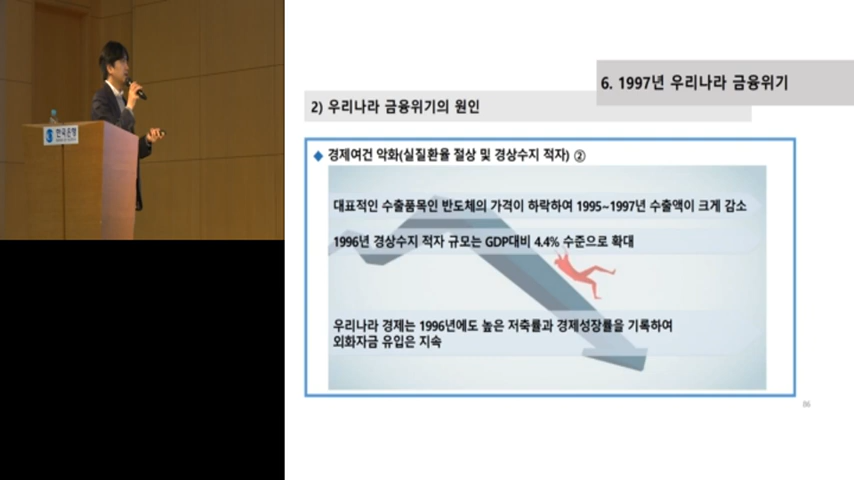 6. 1997년 우리나라 금융위기
2) 우리나라 금융위기의 원인
◆ 경제여건 악화(실질환율 절상 및 경상수지 적자) ②
대표적인 수출품목인 반도체의 가격이 하락하여 1995~1997년 수출액이 크게 감소
1996년 경상수지 적자 규모는 GDP대비 4.4% 수준으로 확대
우리나라 경제는 1996년에도 높은 저축률과 경제성장률을 기록하여
외화자금 유입은 지속
86
한국은행